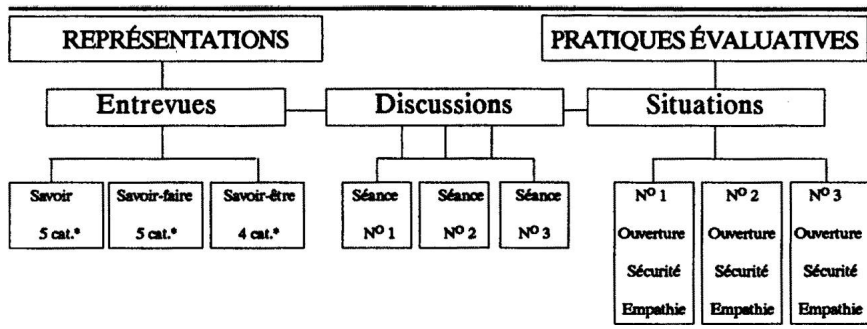 REPRÉSENTATIONS
PRATIQUES ÉVALUATIVES
Entrevues
Discussions
Situations
Savoir
5 cat.*
Savoir-faire
5 cat.*
Savoir-être
4 cat.*
Séance
Nº 1
Séance
Nº 2
Séance
Nº 3
Nº 1
Ouverture
Sécurité
Empathie
Nº 2
Ouverture
Sécurité
Empathie
Nº 3
Ouverture
Sécurité
Empathie